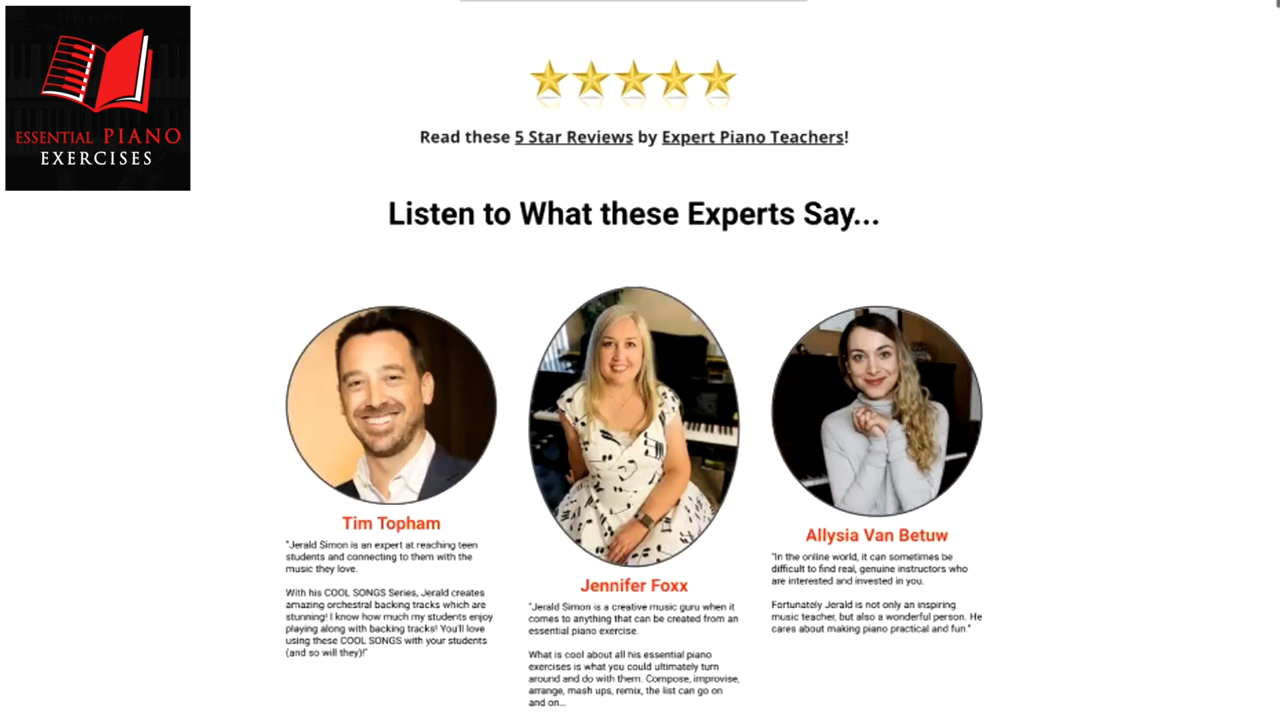 ESSENTIAL PIANO
EXERCISES
Read these 5 Star Reviews by Expert Piano Teachers!
Listen to What these Experts Say...
Tim Topham
"Jerald Simon is an expert at reaching teen
students and connecting to them with the
music they love.
With his COOL SONGS Series, Jerald creates
amazing orchestral backing tracks which are
stunning! I know how much my students enjoy
playing along with backing tracks! You'll love
using these COOL SONGS with your students
(and so will they)!"
Jennifer Foxx
"Jerald Simon is a creative music guru when it
comes to anything that can be created from an
essential piano exercise.
What is cool about all his essential piano
exercises is what you could ultimately turn
around and do with them. Compose, improvise,
arrange, mash ups, remix, the list can go on
and on...
Allysia Van Betuw
"In the online world, it can sometimes be
difficult to find real, genuine instructors who
are interested and invested in you.
Fortunately Jerald is not only an inspiring
music teacher, but also a wonderful person. He
cares about making piano practical and fun."